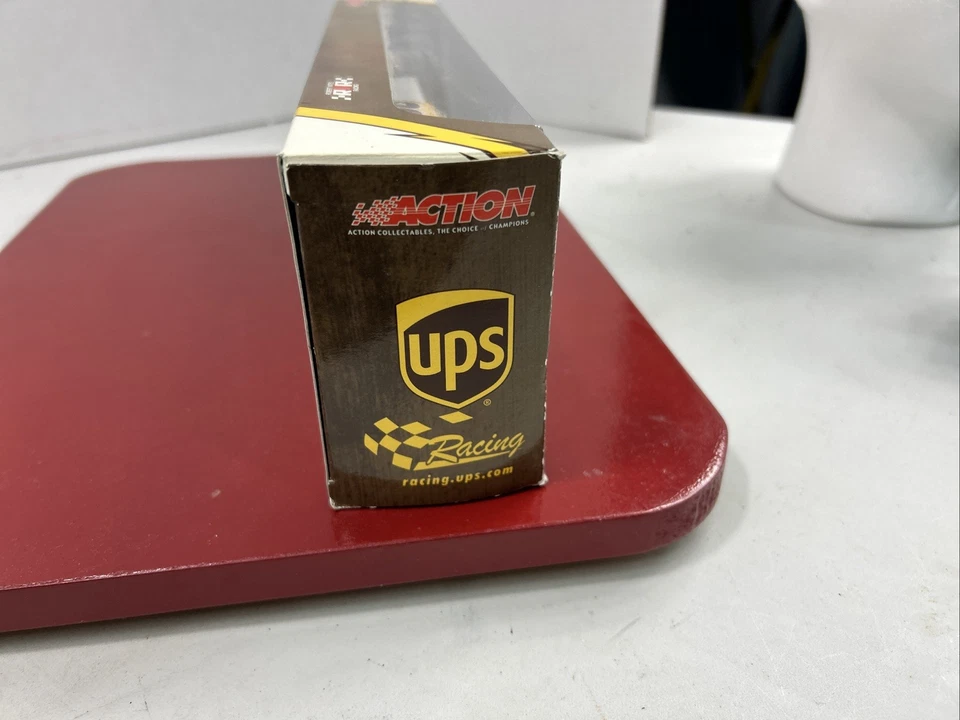 ACTION
ACTION COLLECTABLES, THE CHOICE OF CHAMPIONS
ups
Racing
racing.ups.com